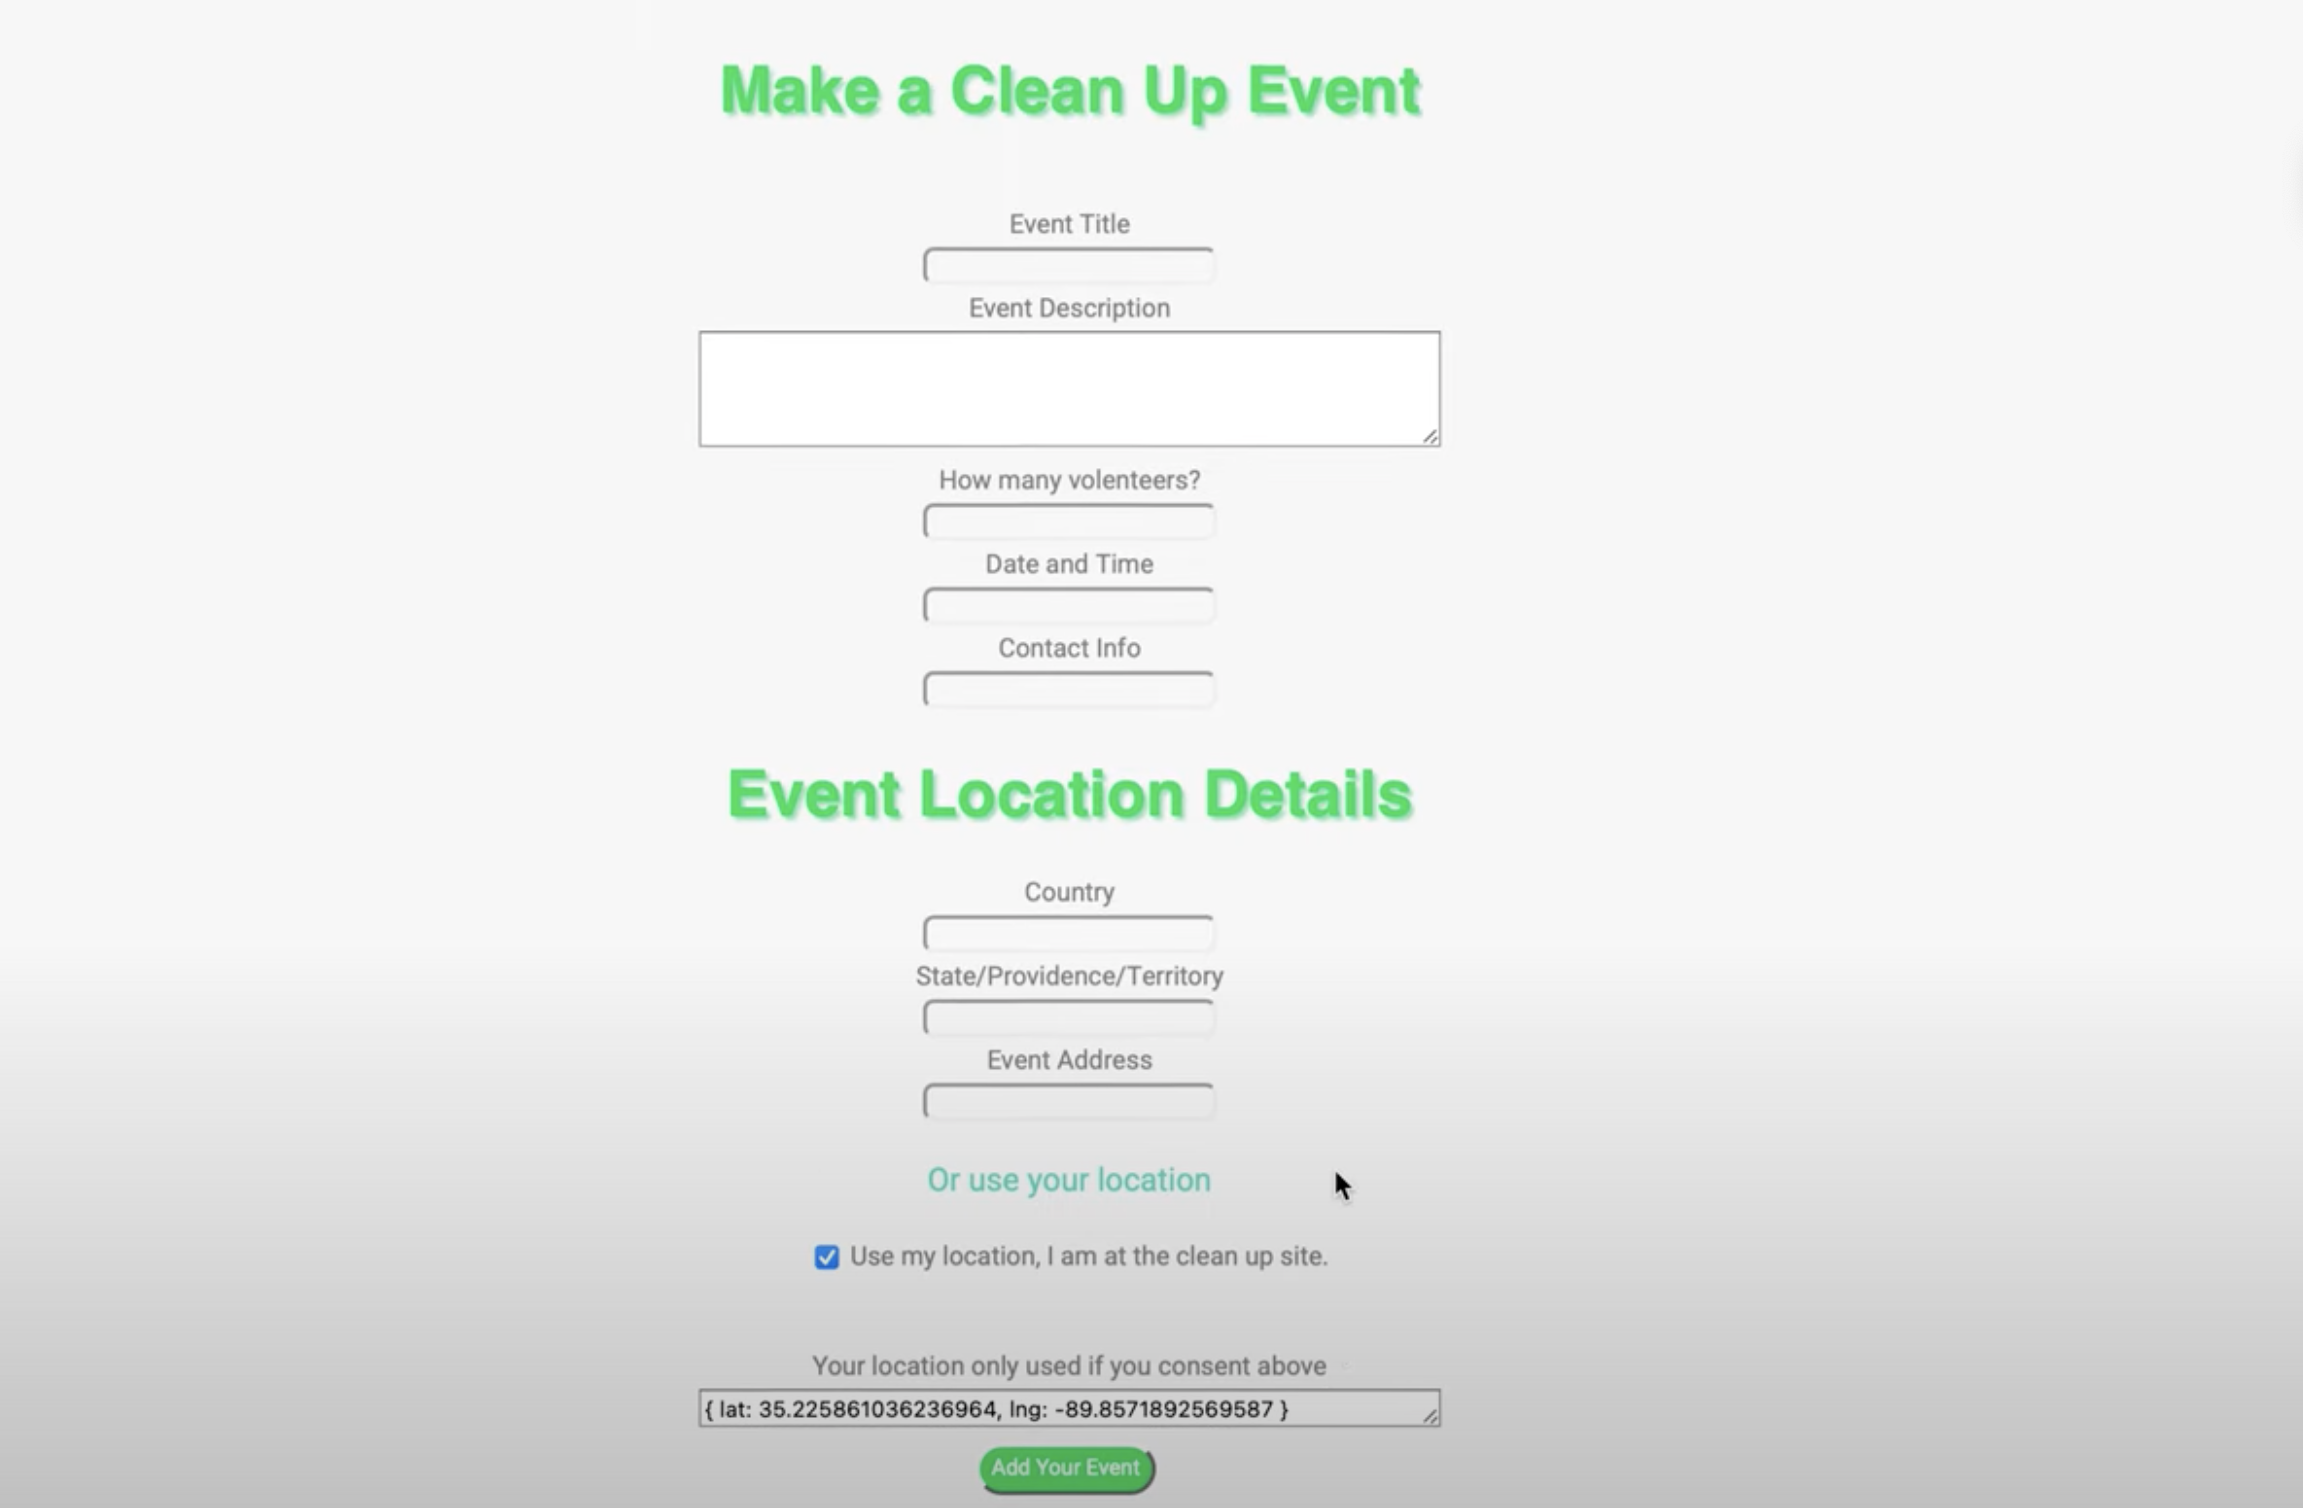 Make a Clean Up Event
Event Title
Event Description
How many volenteers?
Date and Time
Contact Info
Event Location Details
Country
State/Providence/Territory
Event Address
Or use your location
Use my location, I am at the clean up site.
Your location only used if you consent above
{ lat: 35.225861036236964, lng: -89.8571892569587 }
Add Your Event